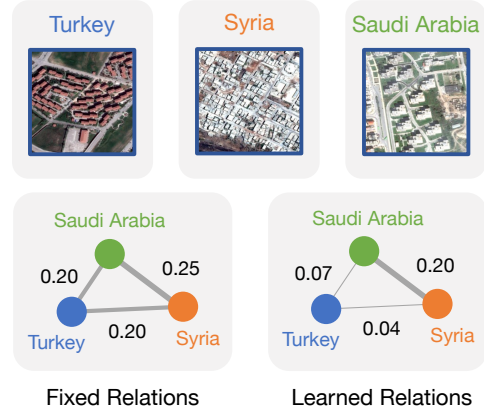 Turkey
Syria
Saudi Arabia
Saudi Arabia
0.20
0.25
Turkey
0.20
Syria
Saudi Arabia
0.07
0.20
Turkey
0.04
Syria
Fixed Relations
Learned Relations